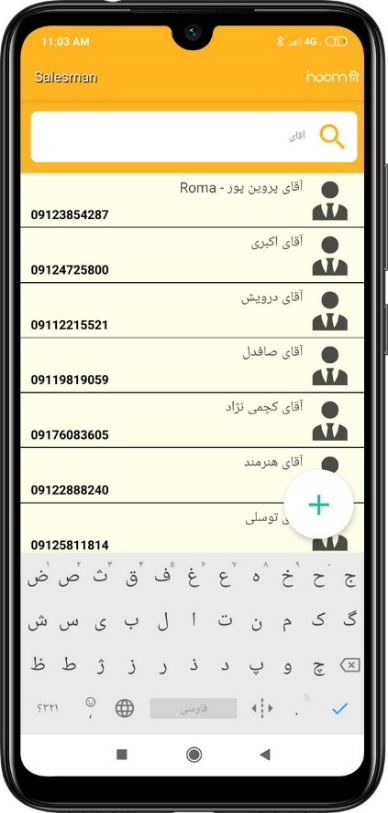 11:03 AM 4G
Salesman hoom
آقای
آقای پروین پور - Roma
09123854287
آقای اکبری
09124725800
آقای درویش
09112215521
آقای صافدل
09119819059
آقای کچمی نژاد
09176083605
آقای هنرمند
09122888240
توسلی
09125811814
ض ص ث ق ف غ ع ه خ ح ج
ش س ی ب ل ا ت ن م ک گ
ظ ط ژ ز ر ذ د پ و چ
؟۳۲۱ ، فارسی .